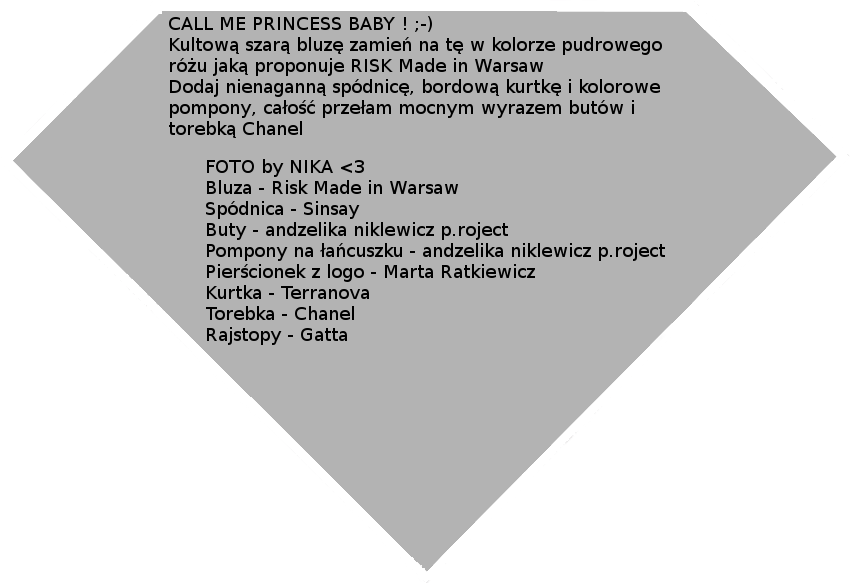 CALL ME PRINCESS BABY ! ;-)
Kultową szarą bluzę zamień na tę w kolorze pudrowego
różu jaką proponuje RISK Made in Warsaw
Dodaj nienaganną spódnicę, bordową kurtkę i kolorowe
pompony, całość przełam mocnym wyrazem butów i
torebką Chanel
FOTO by NIKA <3
Bluza - Risk Made in Warsaw
Spódnica - Sinsay
Buty - andzelika niklewicz p.roject
Pompony na łańcuszku - andzelika niklewicz p.roject
Pierścionek z logo - Marta Ratkiewicz
Kurtka - Terranova
Torebka - Chanel
Rajstopy - Gatta